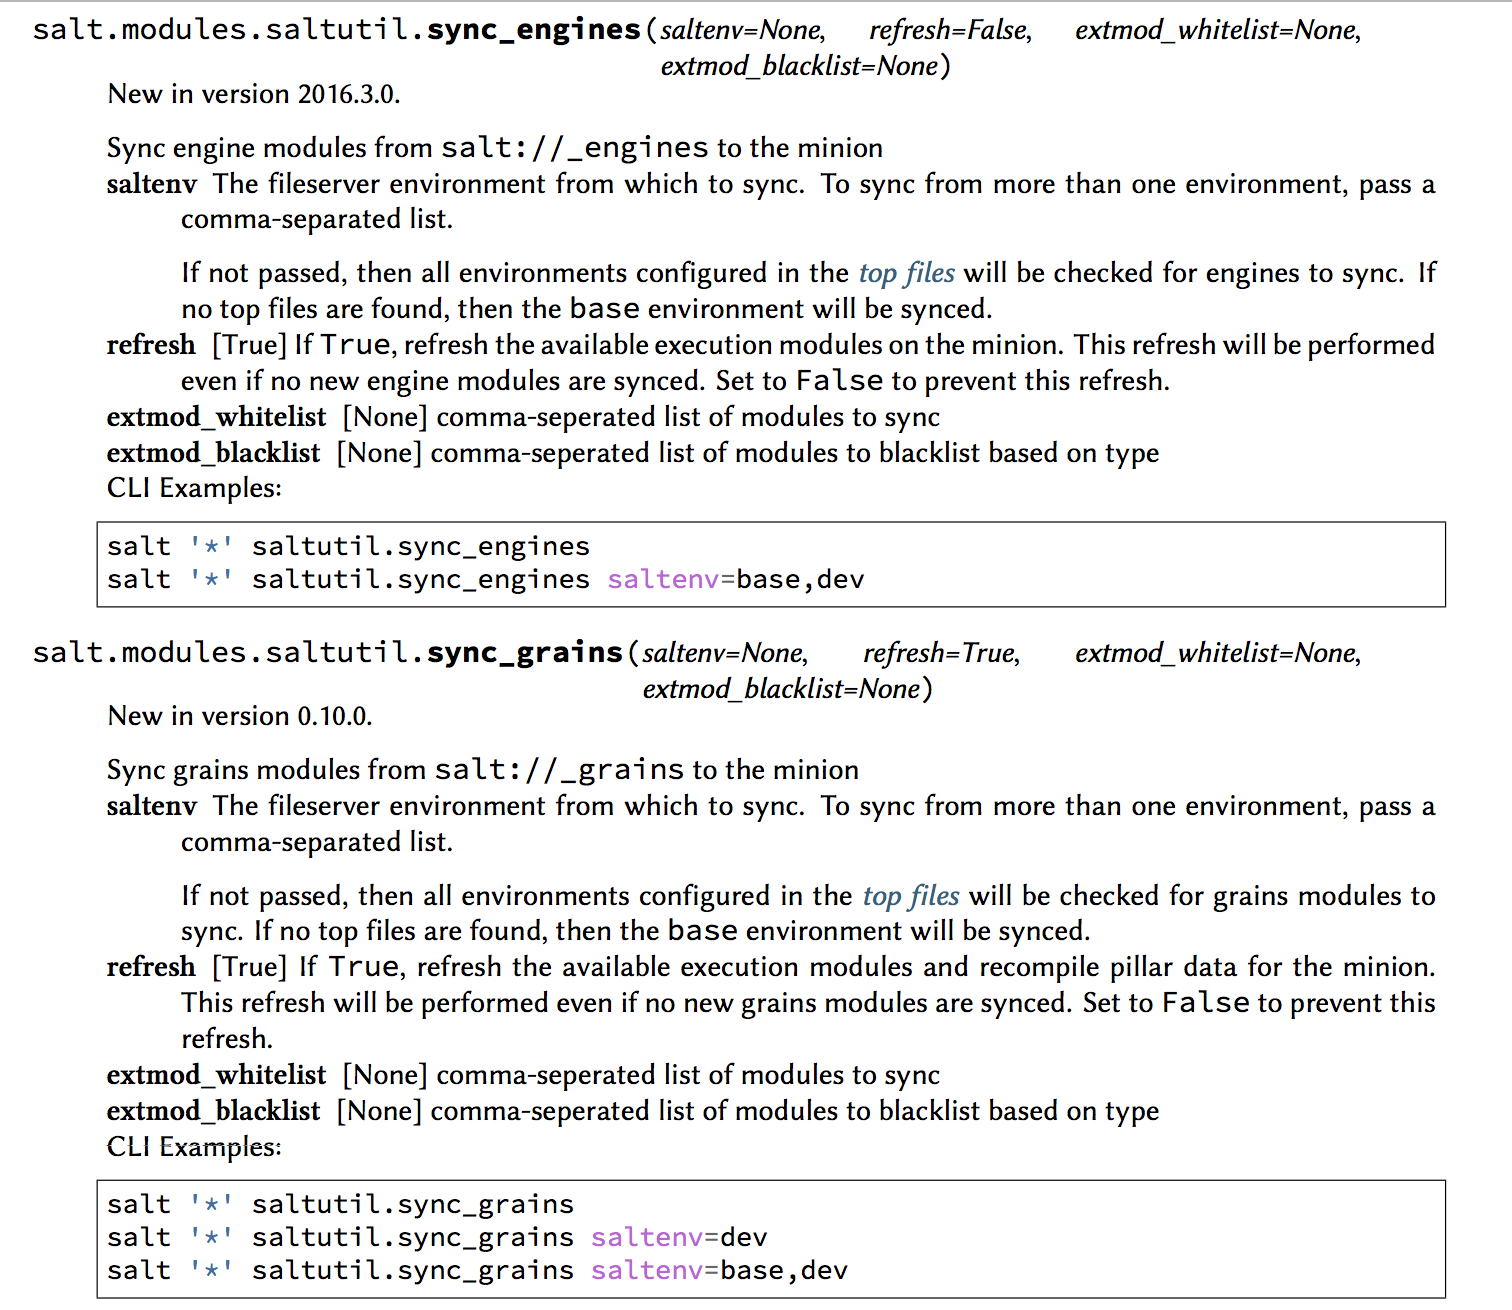 salt.modules.saltutil.sync_engines(saltenv=None, refresh=False, extmod_whitelist=None,
extmod_blacklist=None)
New in version 2016.3.0.
Sync engine modules from salt://_engines to the minion
saltenv The fileserver environment from which to sync. To sync from more than one environment, pass a
comma-separated list.
If not passed, then all environments configured in the top files will be checked for engines to sync. If
no top files are found, then the base environment will be synced.
refresh [True] If True, refresh the available execution modules on the minion. This refresh will be performed
even if no new engine modules are synced. Set to False to prevent this refresh.
extmod_whitelist [None] comma-seperated list of modules to sync
extmod_blacklist [None] comma-seperated list of modules to blacklist based on type
CLI Examples:
salt '*' saltutil.sync_engines
salt '*' saltutil.sync_engines saltenv=base,dev
salt.modules.saltutil.sync_grains(saltenv=None, refresh=True, extmod_whitelist=None,
extmod_blacklist=None)
New in version 0.10.0.
Sync grains modules from salt://_grains to the minion
saltenv The fileserver environment from which to sync. To sync from more than one environment, pass a
comma-separated list.
If not passed, then all environments configured in the top files will be checked for grains modules to
sync. If no top files are found, then the base environment will be synced.
refresh [True] If True, refresh the available execution modules and recompile pillar data for the minion.
This refresh will be performed even if no new grains modules are synced. Set to False to prevent this
refresh.
extmod_whitelist [None] comma-seperated list of modules to sync
extmod_blacklist [None] comma-seperated list of modules to blacklist based on type
CLI Examples:
salt '*' saltutil.sync_grains
salt '*' saltutil.sync_grains saltenv=dev
salt '*' saltutil.sync_grains saltenv=base,dev